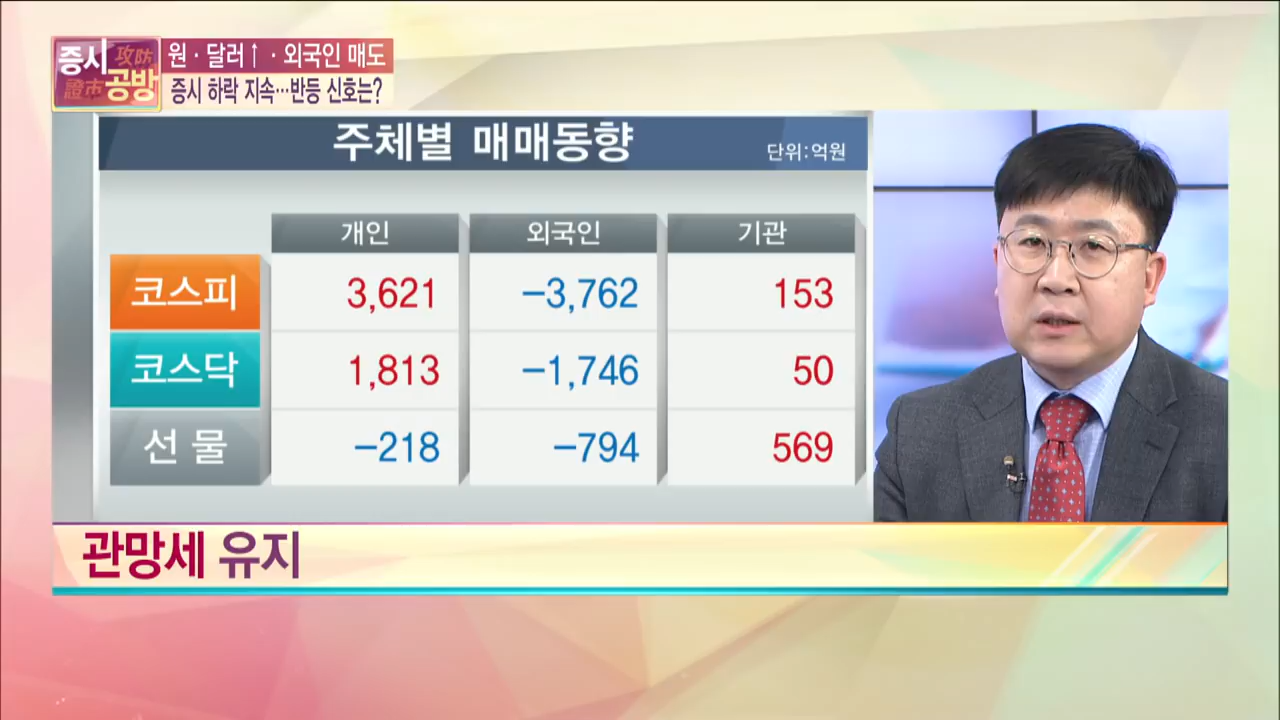 증시 攻防
證市 공방
원·달러↑·외국인 매도
증시 하락 지속…반등 신호는?
주체별 매매동향
단위:억원
개인 외국인 기관
코스피 3,621 -3,762 153
코스닥 1,813 -1,746 50
선물 -218 -794 569
관망세 유지